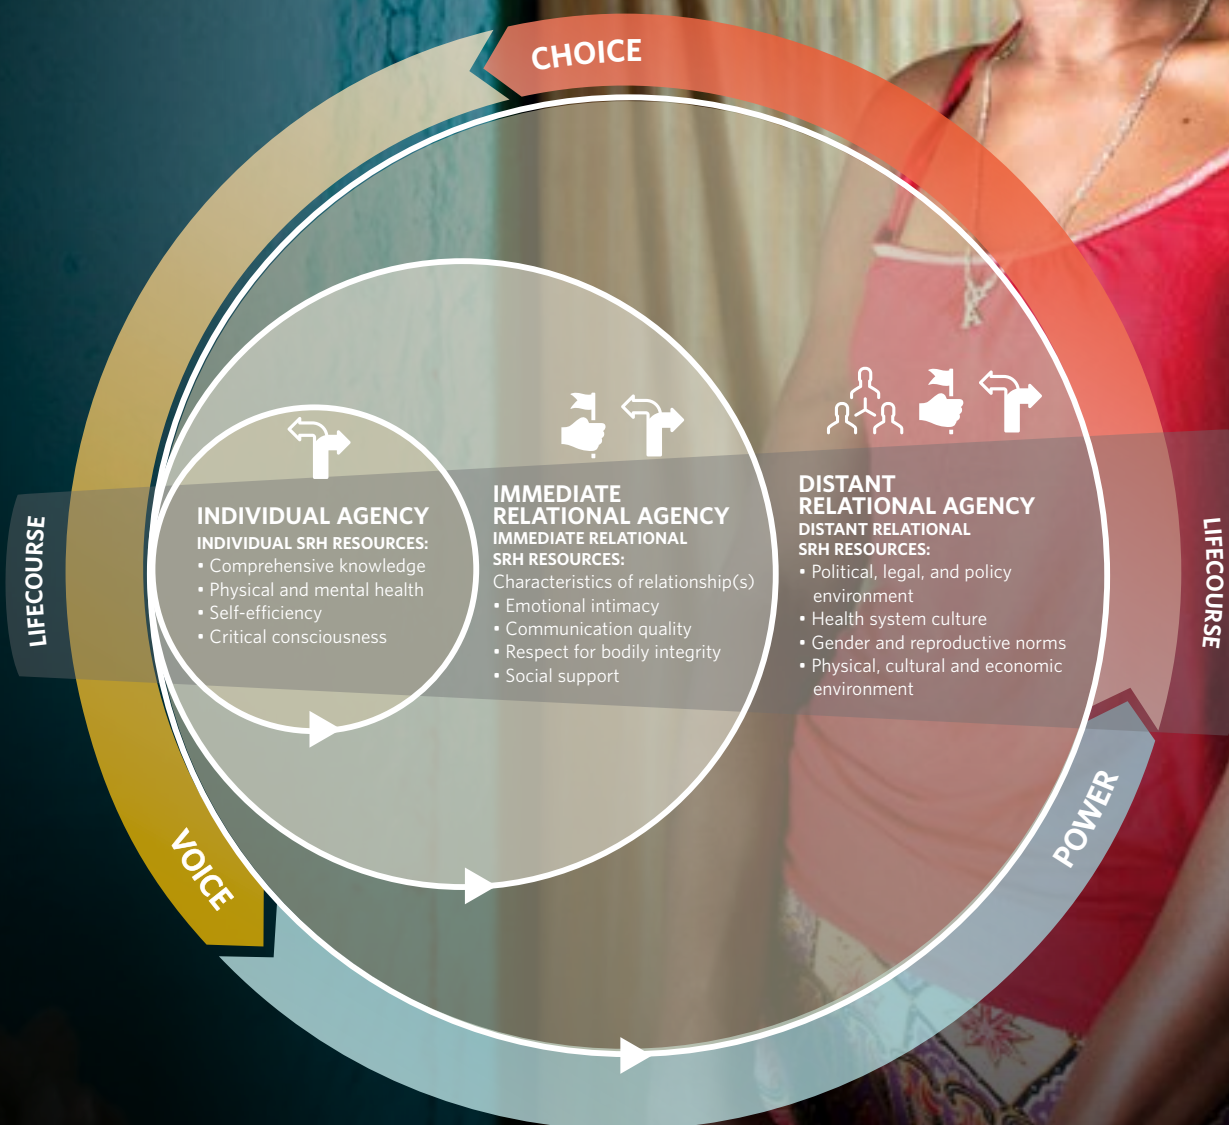 CHOICE
LIFECOURSE
INDIVIDUAL AGENCY
INDIVIDUAL SRH RESOURCES:
• Comprehensive knowledge
• Physical and mental health
• Self-efficiency
• Critical consciousness
IMMEDIATE
RELATIONAL AGENCY
IMMEDIATE RELATIONAL
SRH RESOURCES:
Characteristics of relationship(s)
• Emotional intimacy
• Communication quality
• Respect for bodily integrity
• Social support
DISTANT
RELATIONAL AGENCY
DISTANT RELATIONAL
SRH RESOURCES:
• Political, legal, and policy
environment
• Health system culture
• Gender and reproductive norms
• Physical, cultural and economic
environment
LIFECOURSE
VOICE
POWER